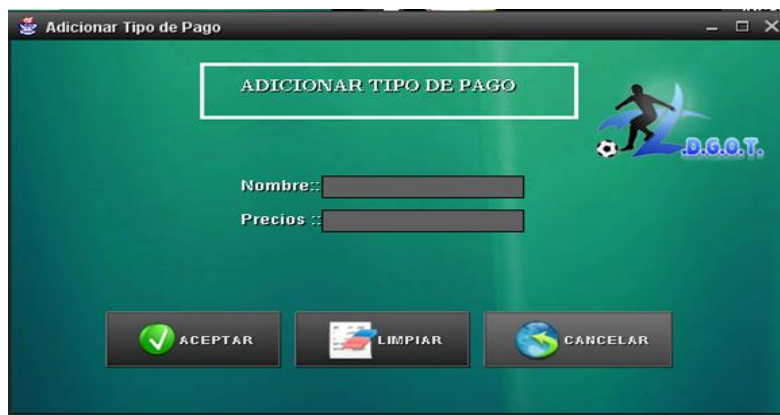 Adicionar Tipo de Pago
ADICIONAR TIPO DE PAGO
.D.G.O.T.
Nombre::
Precios ::
ACEPTAR
LIMPIAR
CANCELAR